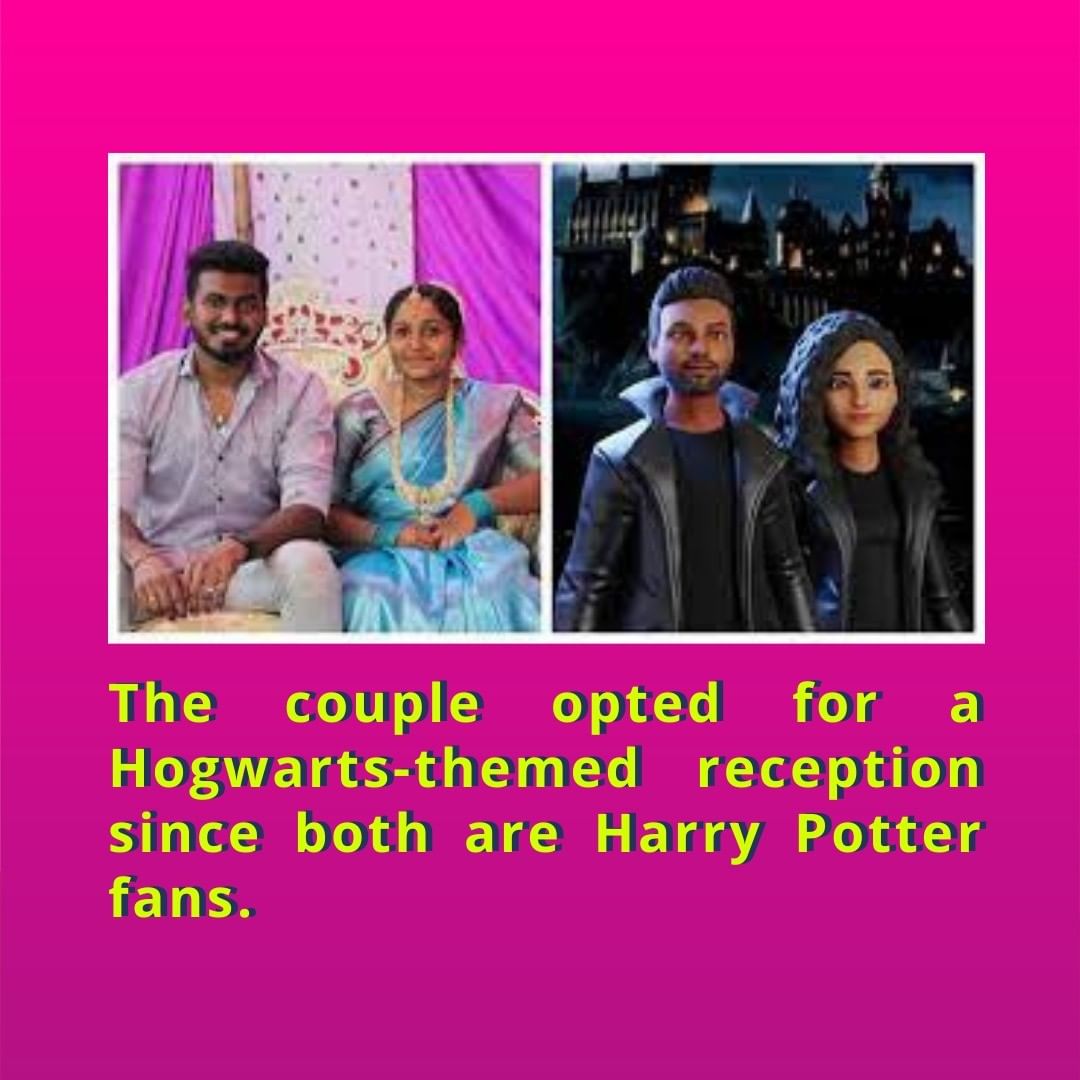 The couple opted for a
Hogwarts-themed reception
since both are Harry Potter
fans.